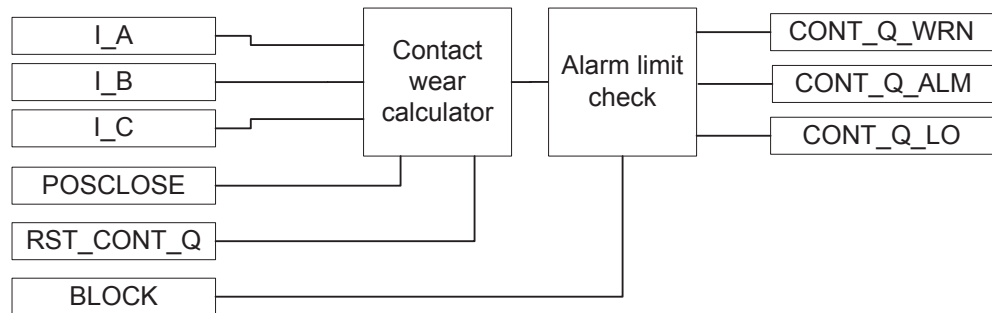 I_A
I_B
I_C
POSCLOSE
RST_CONT_Q
BLOCK
Contact
wear
calculator
Alarm limit
check
CONT_Q_WRN
CONT_Q_ALM
CONT_Q_LO